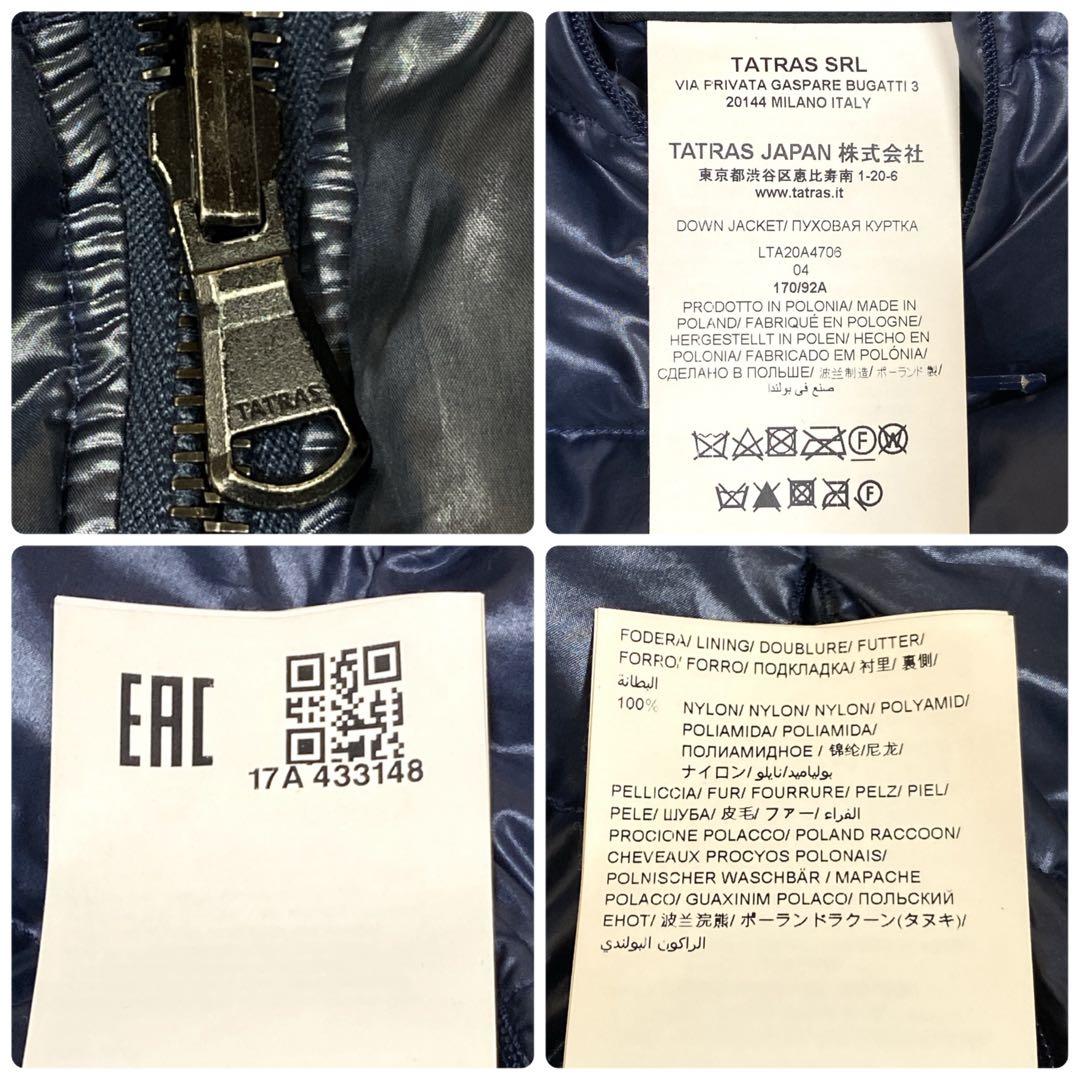 TATRAS
TATRAS SRL
VIA PRIVATA GASPARE BUGATTI 3
20144 MILANO ITALY
TATRAS JAPAN 株式会社
東京都渋谷区恵比寿南 1-20-6
www.tatras.it
DOWN JACKET/ ПУХОВАЯ КУРТКА
LTA20A4706
04
170/92A
PRODOTTO IN POLONIA/ MADE IN
POLAND/ FABRIQUÉ EN POLOGNE/
HERGESTELLT IN POLEN/ HECHO EN
POLONIA/ FABRICADO EM POLÓNIA/
СДЕЛАНО В ПОЛЬШЕ/ 波兰制造/ ポーランド製/
صنع في بولندا
F W
F
EAC
17A 433148
FODERA/ LINING/ DOUBLURE/ FUTTER/
FORRO/ FORRO/ ПОДКЛАДКА/ 衬里/ 裏側/
البطانة
100% NYLON/ NYLON/ NYLON/ POLYAMID/
POLIAMIDA/ POLIAMIDA/
ПОЛИАМИДНОЕ / 锦纶/尼龙/
ナイロン/ بولياميد/نايلو
PELLICCIA/ FUR/ FOURRURE/ PELZ/ PIEL/
PELE/ ШУБА/ 皮毛/ ファー/ الفراء
PROCIONE POLACCO/ POLAND RACCOON/
CHEVEAUX PROCYOS POLONAIS/
POLNISCHER WASCHBÄR / MAPACHE
POLACO/ GUAXINIM POLACO/ ПОЛЬСКИЙ
ЕНОТ/ 波兰浣熊/ ポーランドラクーン(タヌキ)/
الراكون البولندي